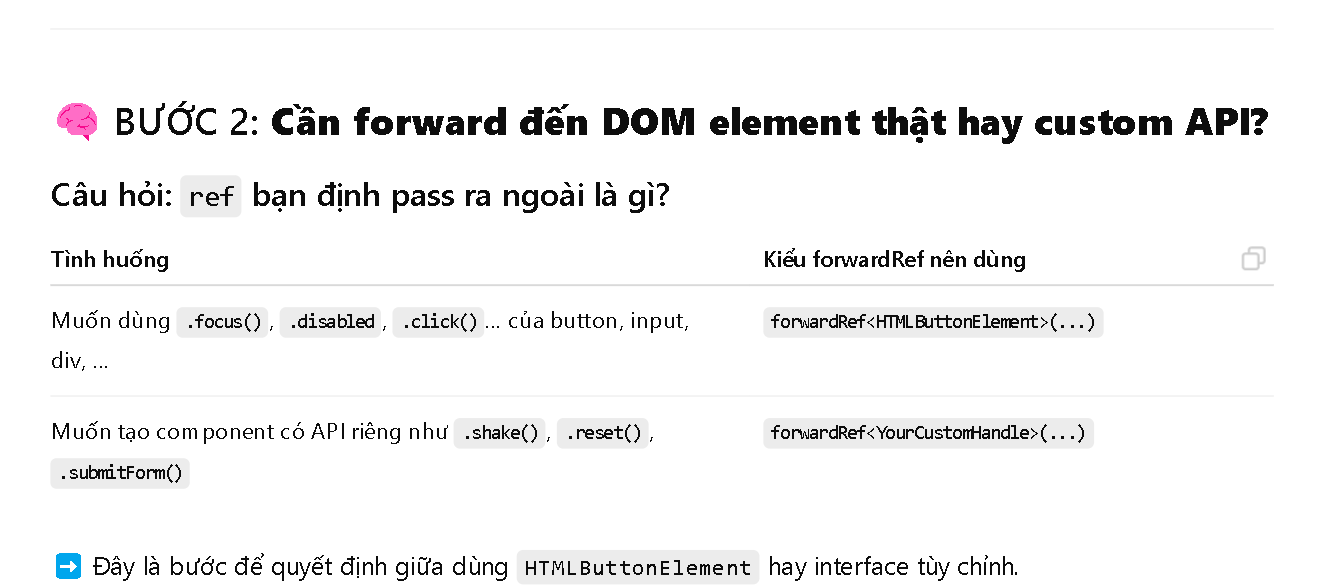 🧠 BƯỚC 2: Cần forward đến DOM element thật hay custom API?
Câu hỏi: ref bạn định pass ra ngoài là gì?
Tình huống Kiểu forwardRef nên dùng
Muốn dùng .focus(), .disabled, .click()... của button, input, forwardRef<HTMLButtonElement>(...)
div, ...
Muốn tạo component có API riêng như .shake(), .reset(), forwardRef<YourCustomHandle>(...)
.submitForm()
➡️ Đây là bước để quyết định giữa dùng HTMLButtonElement hay interface tùy chỉnh.